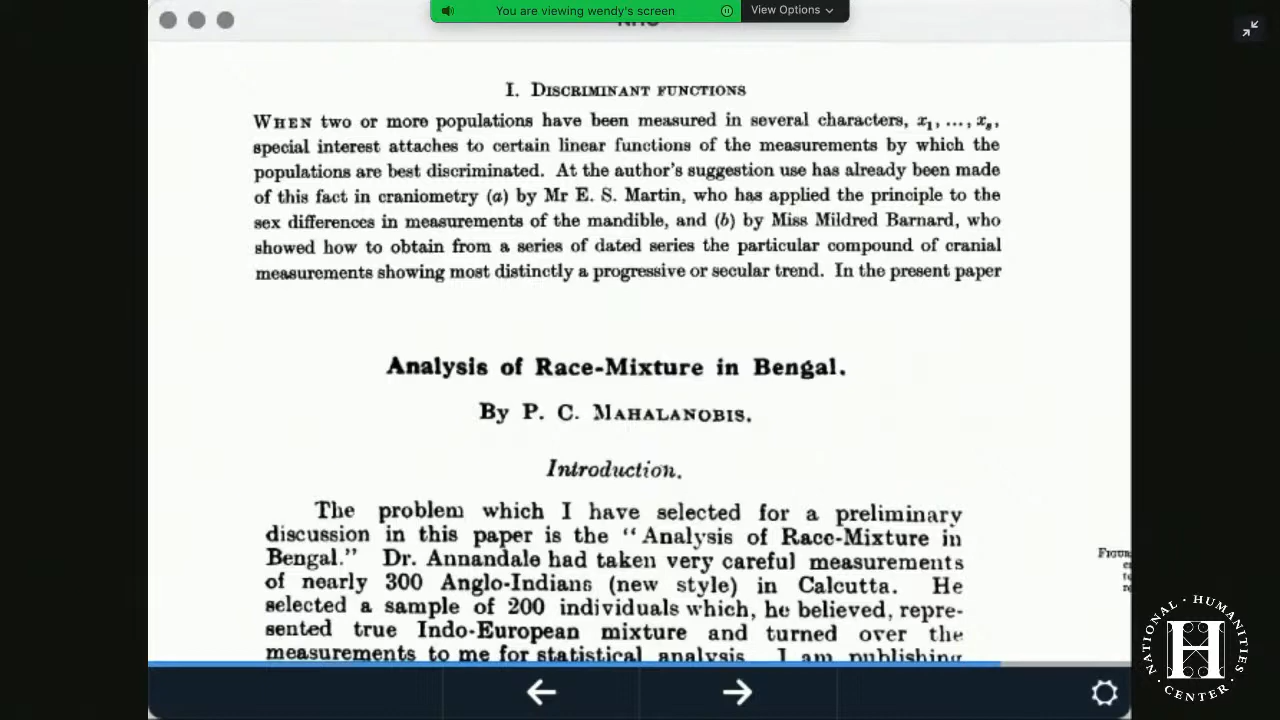 You are viewing wendy's screen
View Options
I. DISCRIMINANT FUNCTIONS
WHEN two or more populations have been measured in several characters, x1, ..., xs,
special interest attaches to certain linear functions of the measurements by which the
populations are best discriminated. At the author's suggestion use has already been made
of this fact in craniometry (a) by Mr E. S. Martin, who has applied the principle to the
sex differences in measurements of the mandible, and (b) by Miss Mildred Barnard, who
showed how to obtain from a series of dated series the particular compound of cranial
measurements showing most distinctly a progressive or secular trend. In the present paper
Analysis of Race-Mixture in Bengal.
By P. C. MAHALANOBIS.
Introduction.
The problem which I have selected for a preliminary
discussion in this paper is the "Analysis of Race-Mixture in
Bengal." Dr. Annandale had taken very careful measurements
of nearly 300 Anglo-Indians (new style) in Calcutta. He
selected a sample of 200 individuals which, he believed, repre-
sented true Indo-European mixture and turned over the
measurements to me for statistical analysis. I am publishing
NATIONAL · HUMANITIES · CENTER ·
H